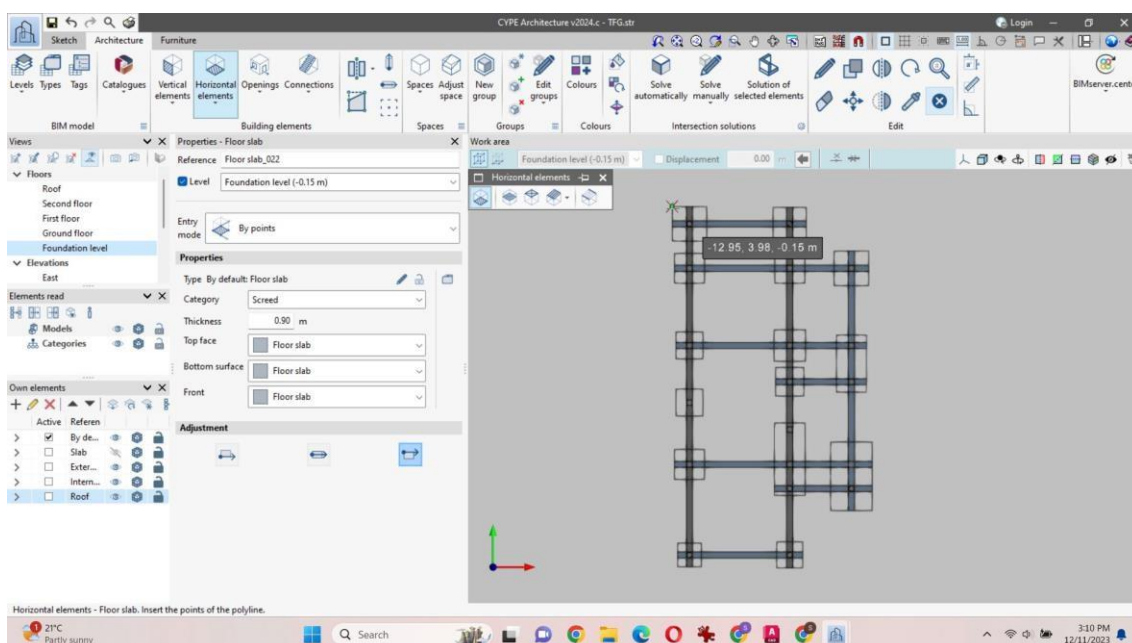 CYPE Architecture v2024.c - TFG.str
Login
Sketch Architecture Furniture
Levels Types Tags Catalogues Vertical elements Horizontal elements Openings Connections Spaces Adjust space New group Edit groups Colours Solve automatically Solve manually Solution of selected elements BIMserver.cent
BIM model Building elements Spaces Groups Colours Intersection solutions Edit
Views
Properties - Floor slab
Work area
Reference Floor slab_022
Foundation level (-0.15 m) Displacement 0.00 m
Floors
Level Foundation level (-0.15 m)
Horizontal elements
Roof
Second floor
First floor
Ground floor
Foundation level
Entry mode By points
Elevations
East
Properties
-12.95, 3.98, -0.15 m
Type By default: Floor slab
Elements read
Category Screed
Models
Thickness 0.90 m
Categories
Top face Floor slab
Bottom surface Floor slab
Own elements
Front Floor slab
Active Referen
Adjustment
By de...
Slab
Exter...
Intern...
Roof
Horizontal elements - Floor slab. Insert the points of the polyline.
21°C
Partly sunny
Search
3:10 PM
12/11/2023